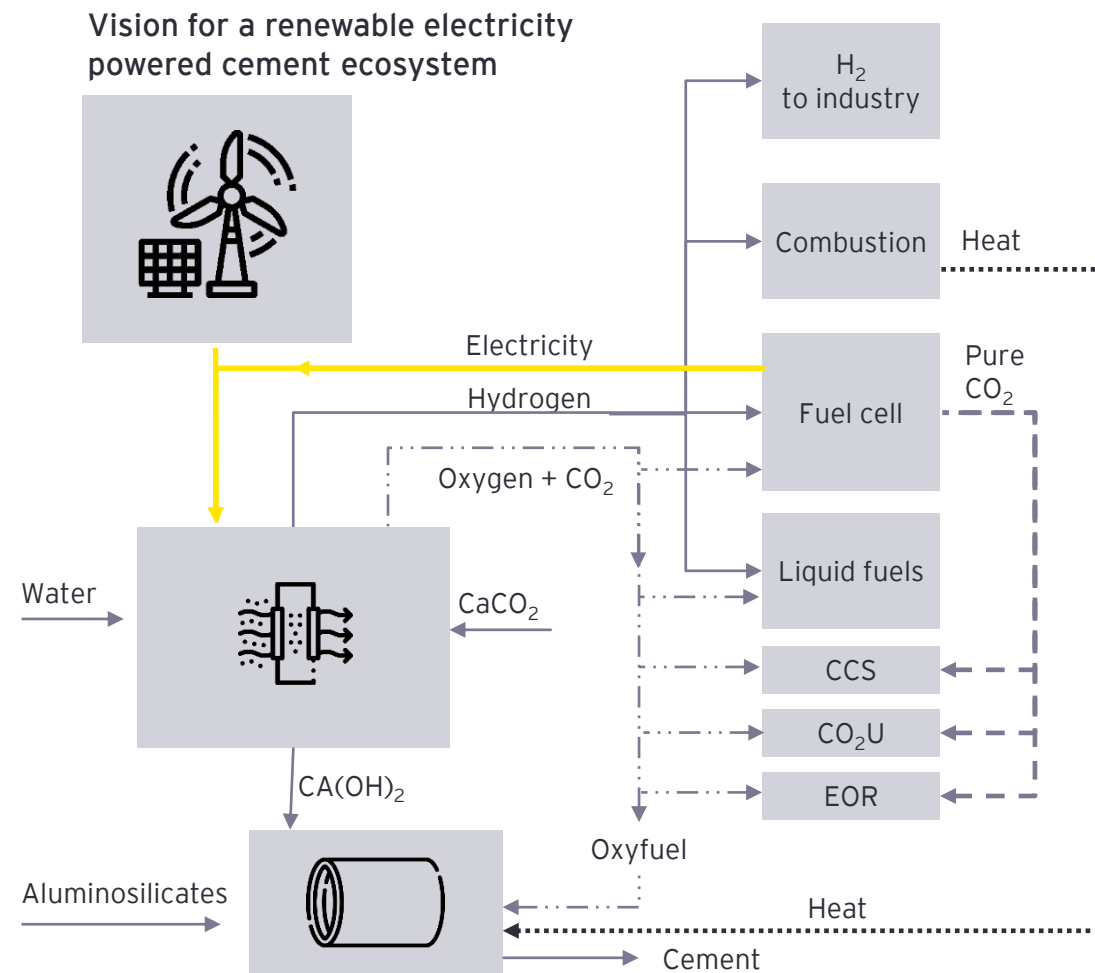 Vision for a renewable electricity
powered cement ecosystem
H₂
to industry
Combustion
Heat
Electricity
Pure
CO₂
Hydrogen
Fuel cell
Oxygen + CO₂
Liquid fuels
Water
CaCO₂
CCS
CO₂U
CA(OH)₂
EOR
Oxyfuel
Aluminosilicates
Heat
Cement